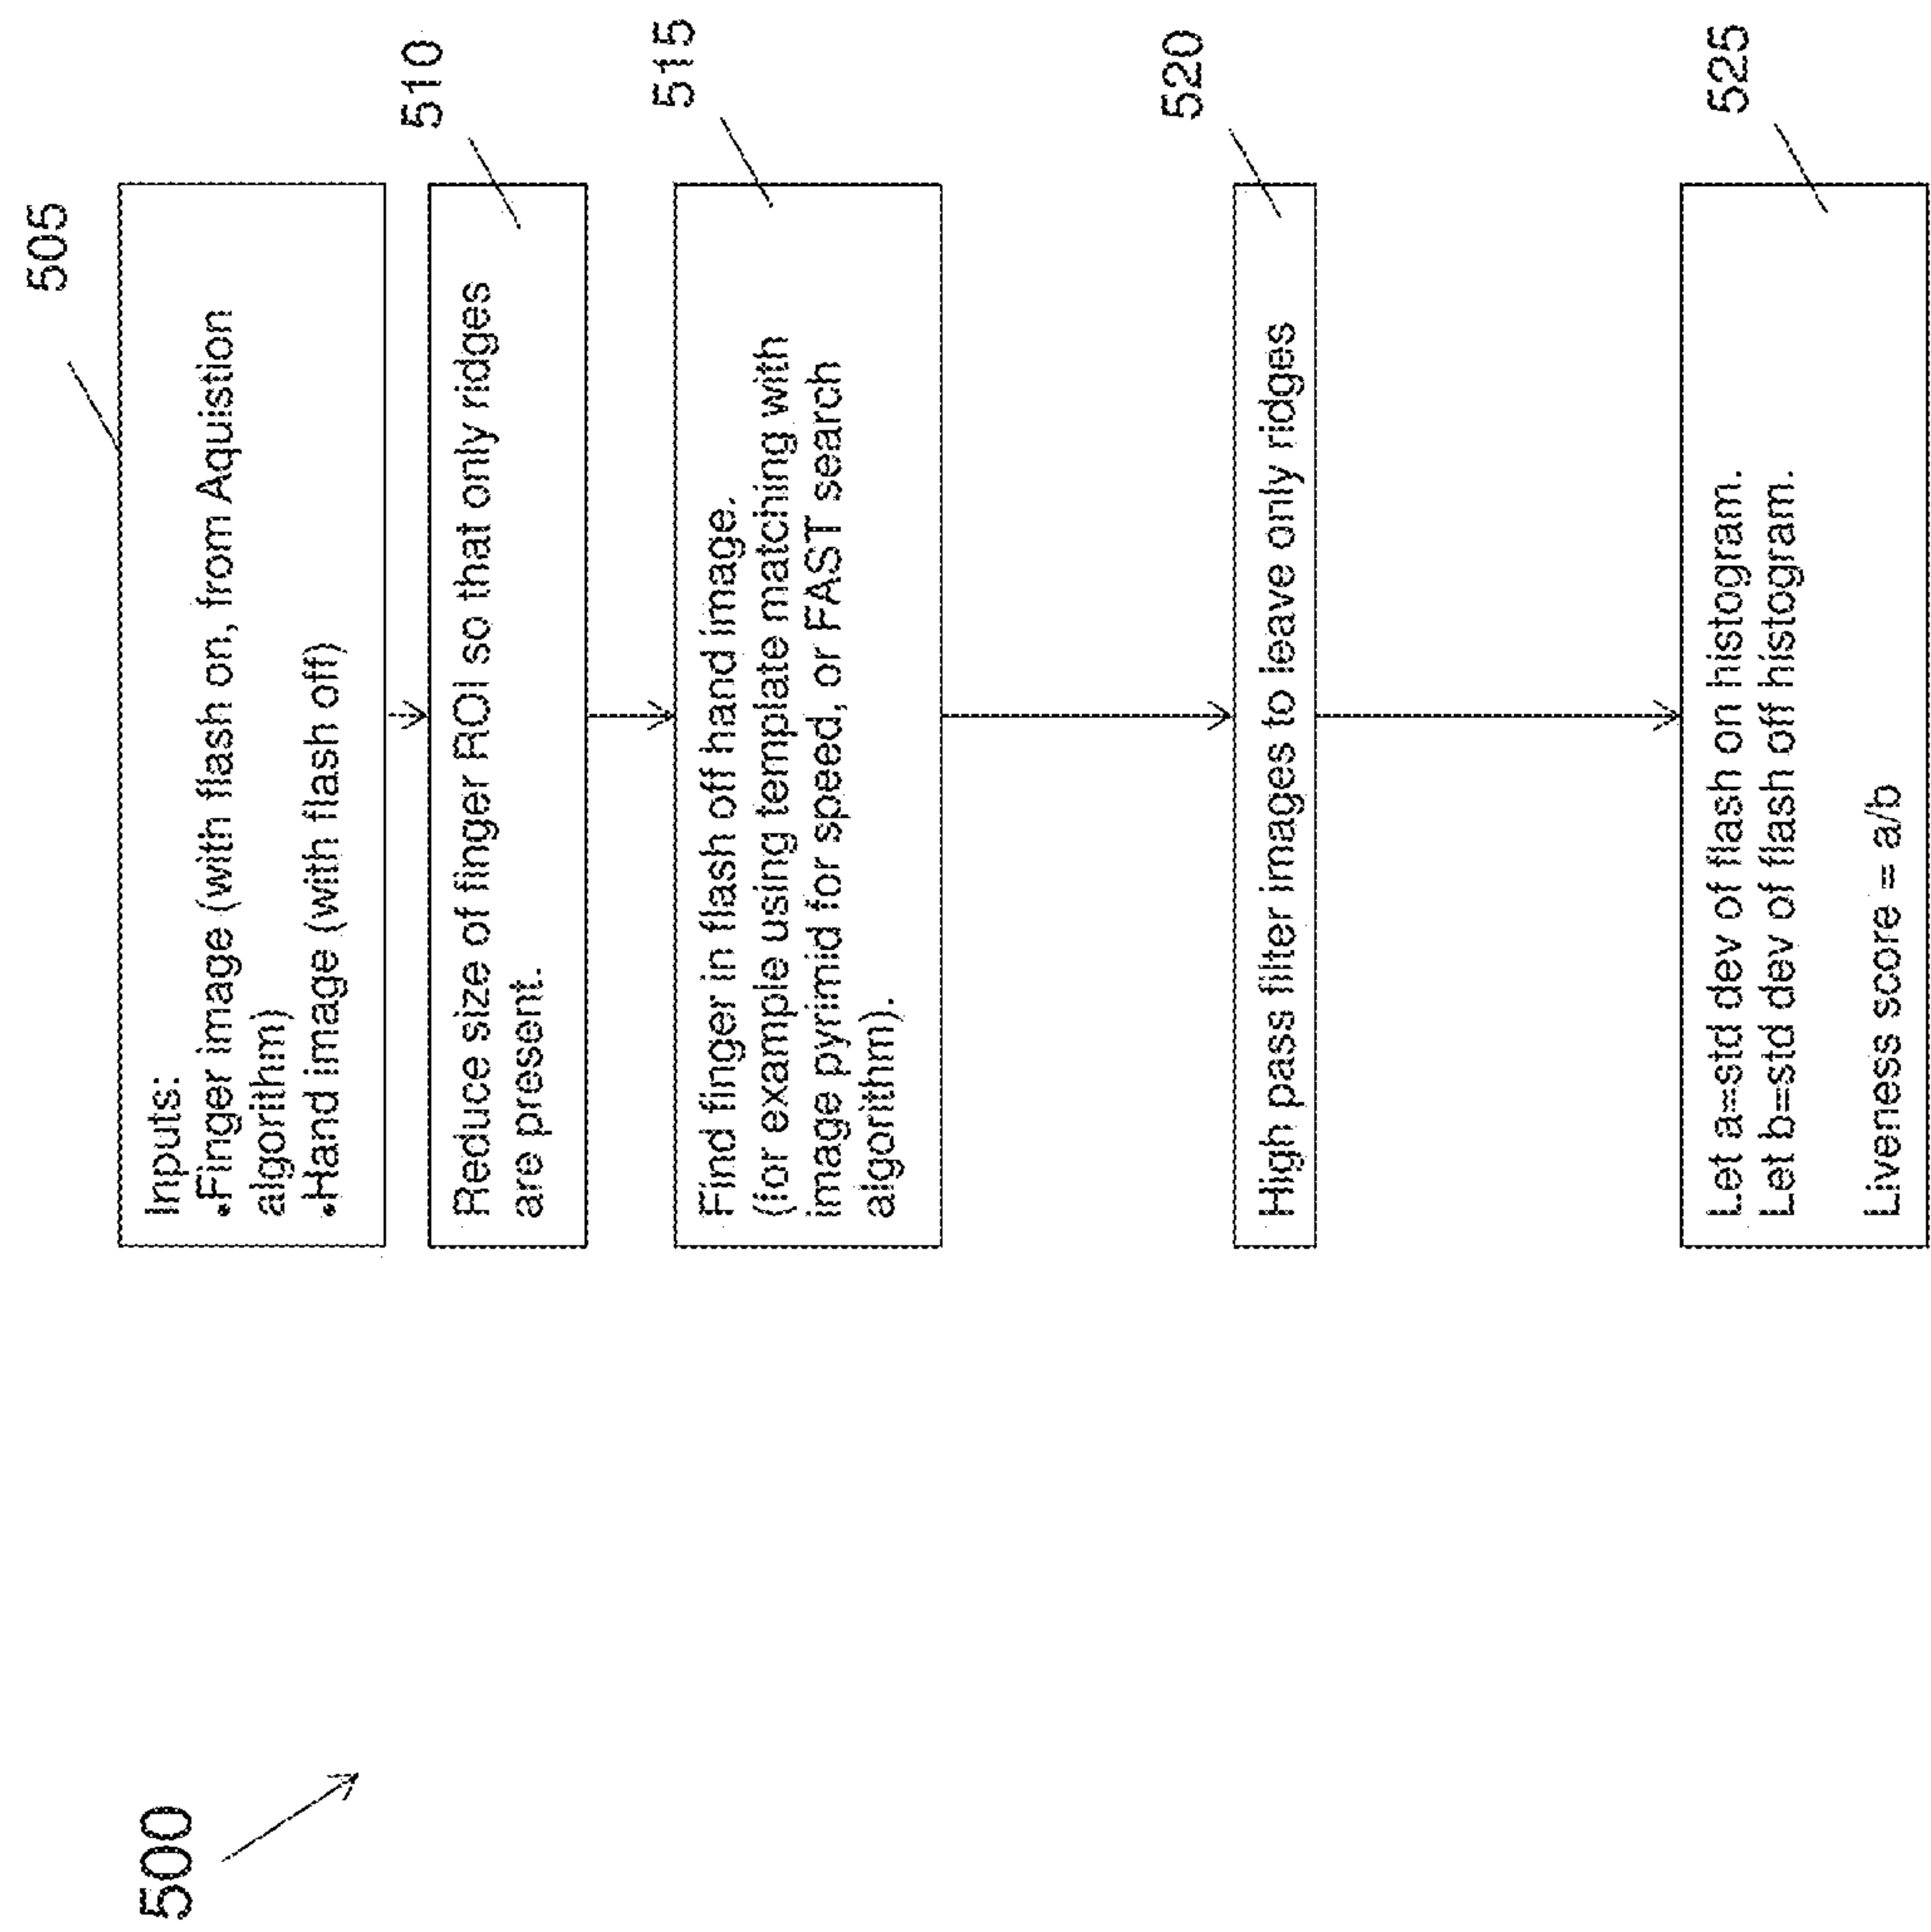 500
505
Inputs:
•Finger image (with flash on, from Aquistion
algorithm)
•Hand image (with flash off)
510
Reduce size of finger ROI so that only ridges
are present.
515
Find finger in flash off hand image.
(for example using template matching with
image pyrimid for speed, or FAST search
algorithm).
520
High pass filter images to leave only ridges
525
Let a=std dev of flash on histogram.
Let b=std dev of flash off histogram.
Liveness score = a/b